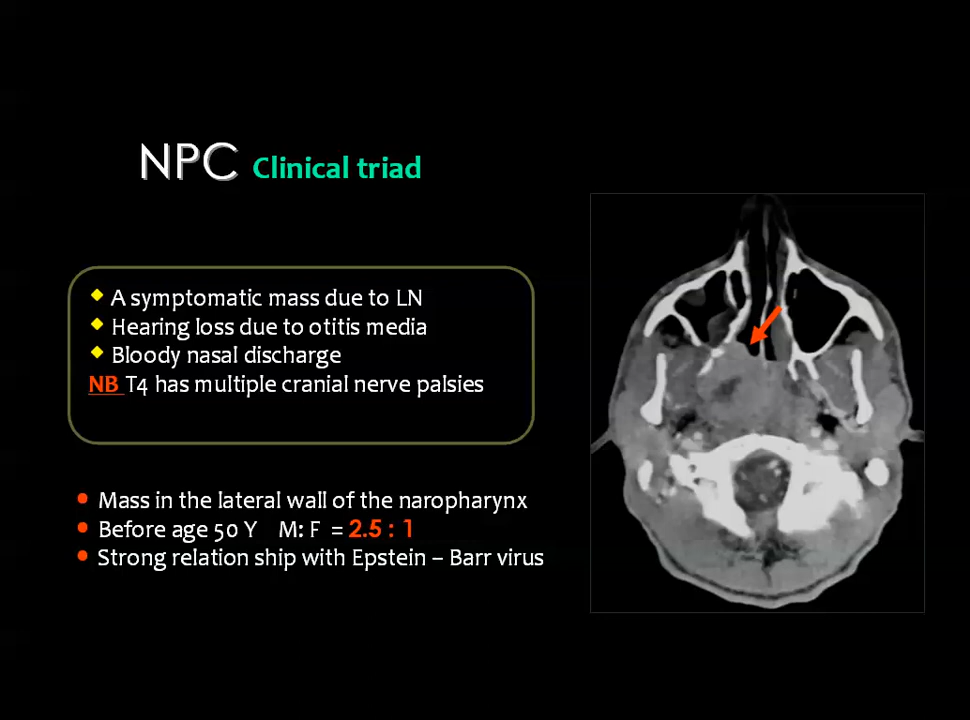 NPC Clinical triad
A symptomatic mass due to LN
Hearing loss due to otitis media
Bloody nasal discharge
NB T4 has multiple cranial nerve palsies
Mass in the lateral wall of the naropharynx
Before age 50 Y M: F = 2.5 : 1
Strong relation ship with Epstein – Barr virus